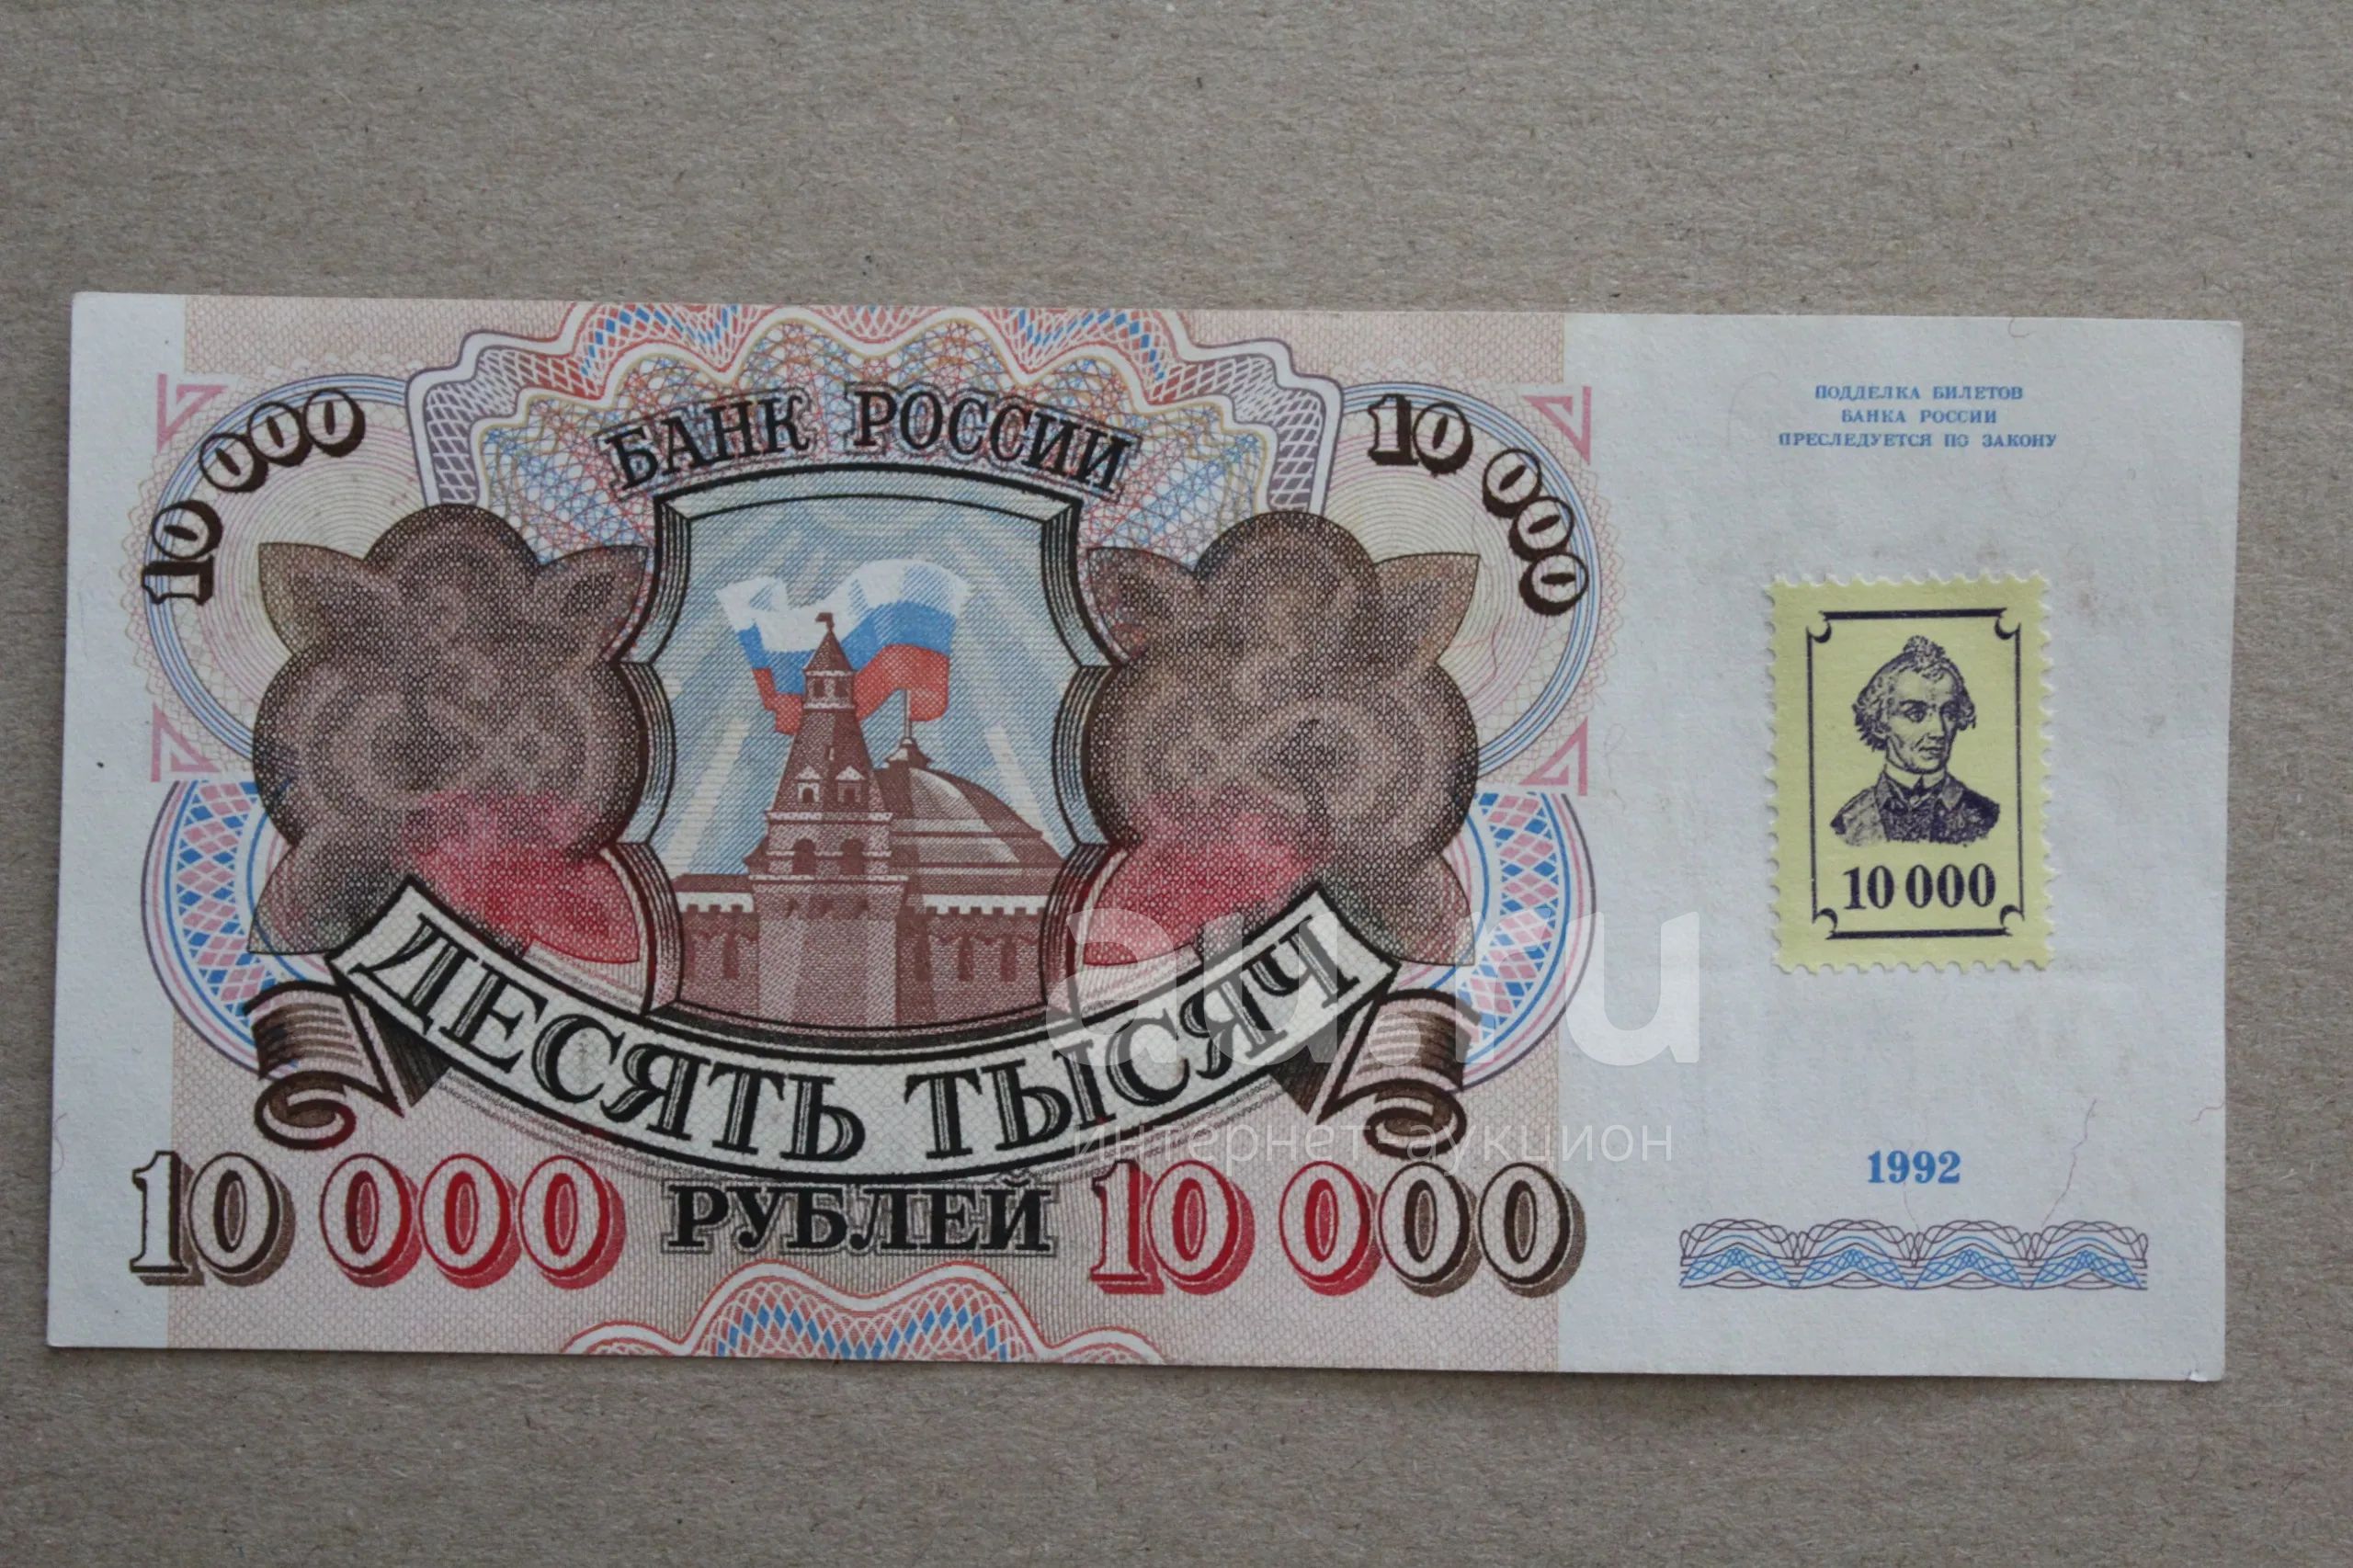 БАНК РОССИИ
10 000
10 000
ДЕСЯТЬ ТЫСЯЧ
10 000 РУБЛЕЙ 10 000
ПОДДЕЛКА БИЛЕТОВ
БАНКА РОССИИ
ПРЕСЛЕДУЕТСЯ ПО ЗАКОНУ
10 000
1992
au.ru
интернет аукцион